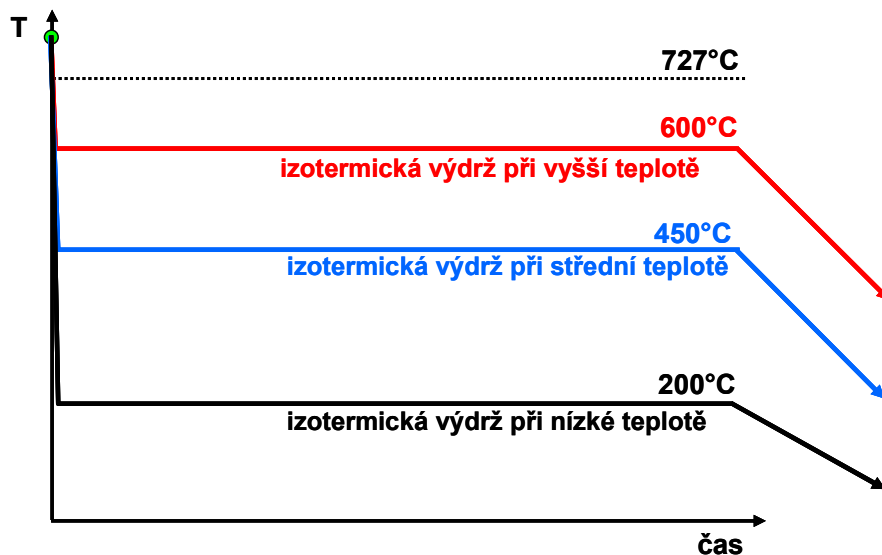 T
727°C
600°C
izotermická výdrž při vyšší teplotě
450°C
izotermická výdrž při střední teplotě
200°C
izotermická výdrž při nízké teplotě
čas